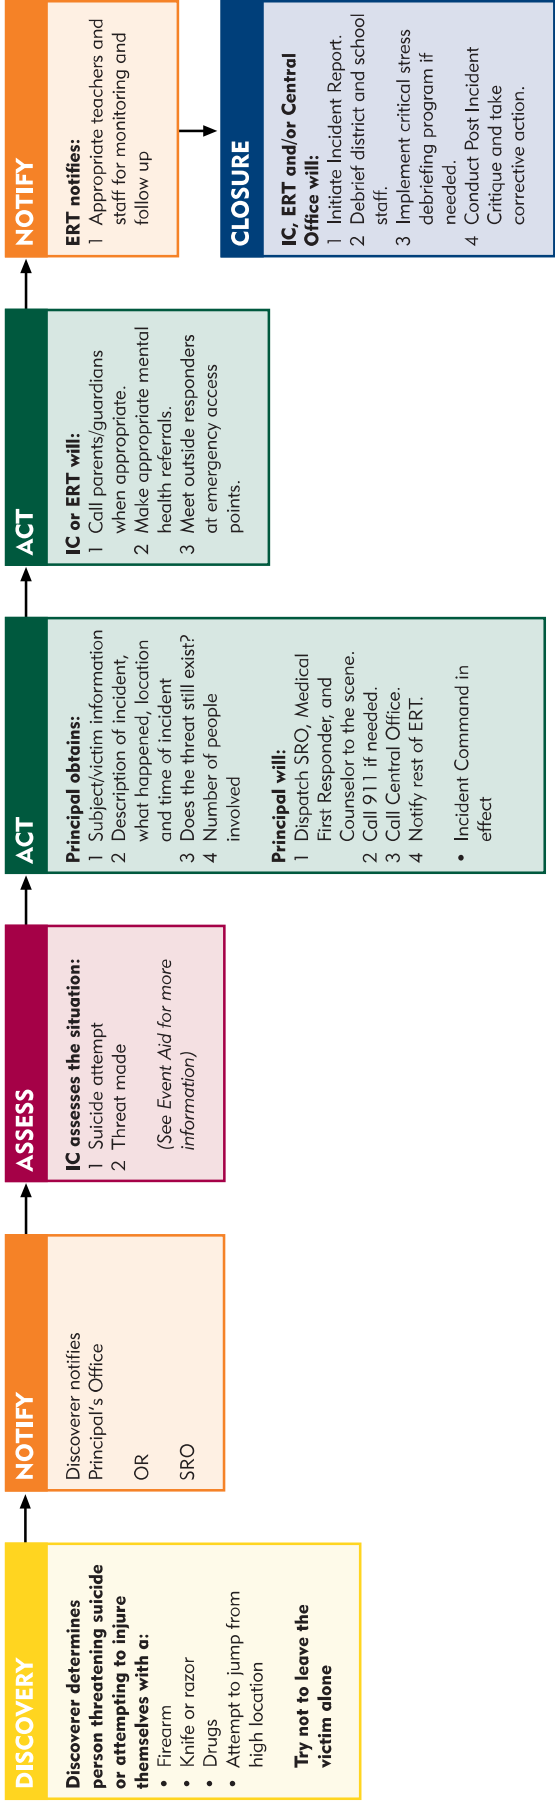 DISCOVERY
Discoverer determines
person threatening suicide
or attempting to injure
themselves with a:
• Firearm
• Knife or razor
• Drugs
• Attempt to jump from
high location
Try not to leave the
victim alone
NOTIFY
Discoverer notifies
Principal's Office
OR
SRO
ASSESS
IC assesses the situation:
1 Suicide attempt
2 Threat made
(See Event Aid for more
information)
ACT
Principal obtains:
1 Subject/victim information
2 Description of incident,
what happened, location
and time of incident
3 Does the threat still exist?
4 Number of people
involved
Principal will:
1 Dispatch SRO, Medical
First Responder, and
Counselor to the scene.
2 Call 911 if needed.
3 Call Central Office.
4 Notify rest of ERT.
• Incident Command in
effect
ACT
IC or ERT will:
1 Call parents/guardians
when appropriate.
2 Make appropriate mental
health referrals.
3 Meet outside responders
at emergency access
points.
NOTIFY
ERT notifies:
1 Appropriate teachers and
staff for monitoring and
follow up
CLOSURE
IC, ERT and/or Central
Office will:
1 Initiate Incident Report.
2 Debrief district and school
staff.
3 Implement critical stress
debriefing program if
needed.
4 Conduct Post Incident
Critique and take
corrective action.